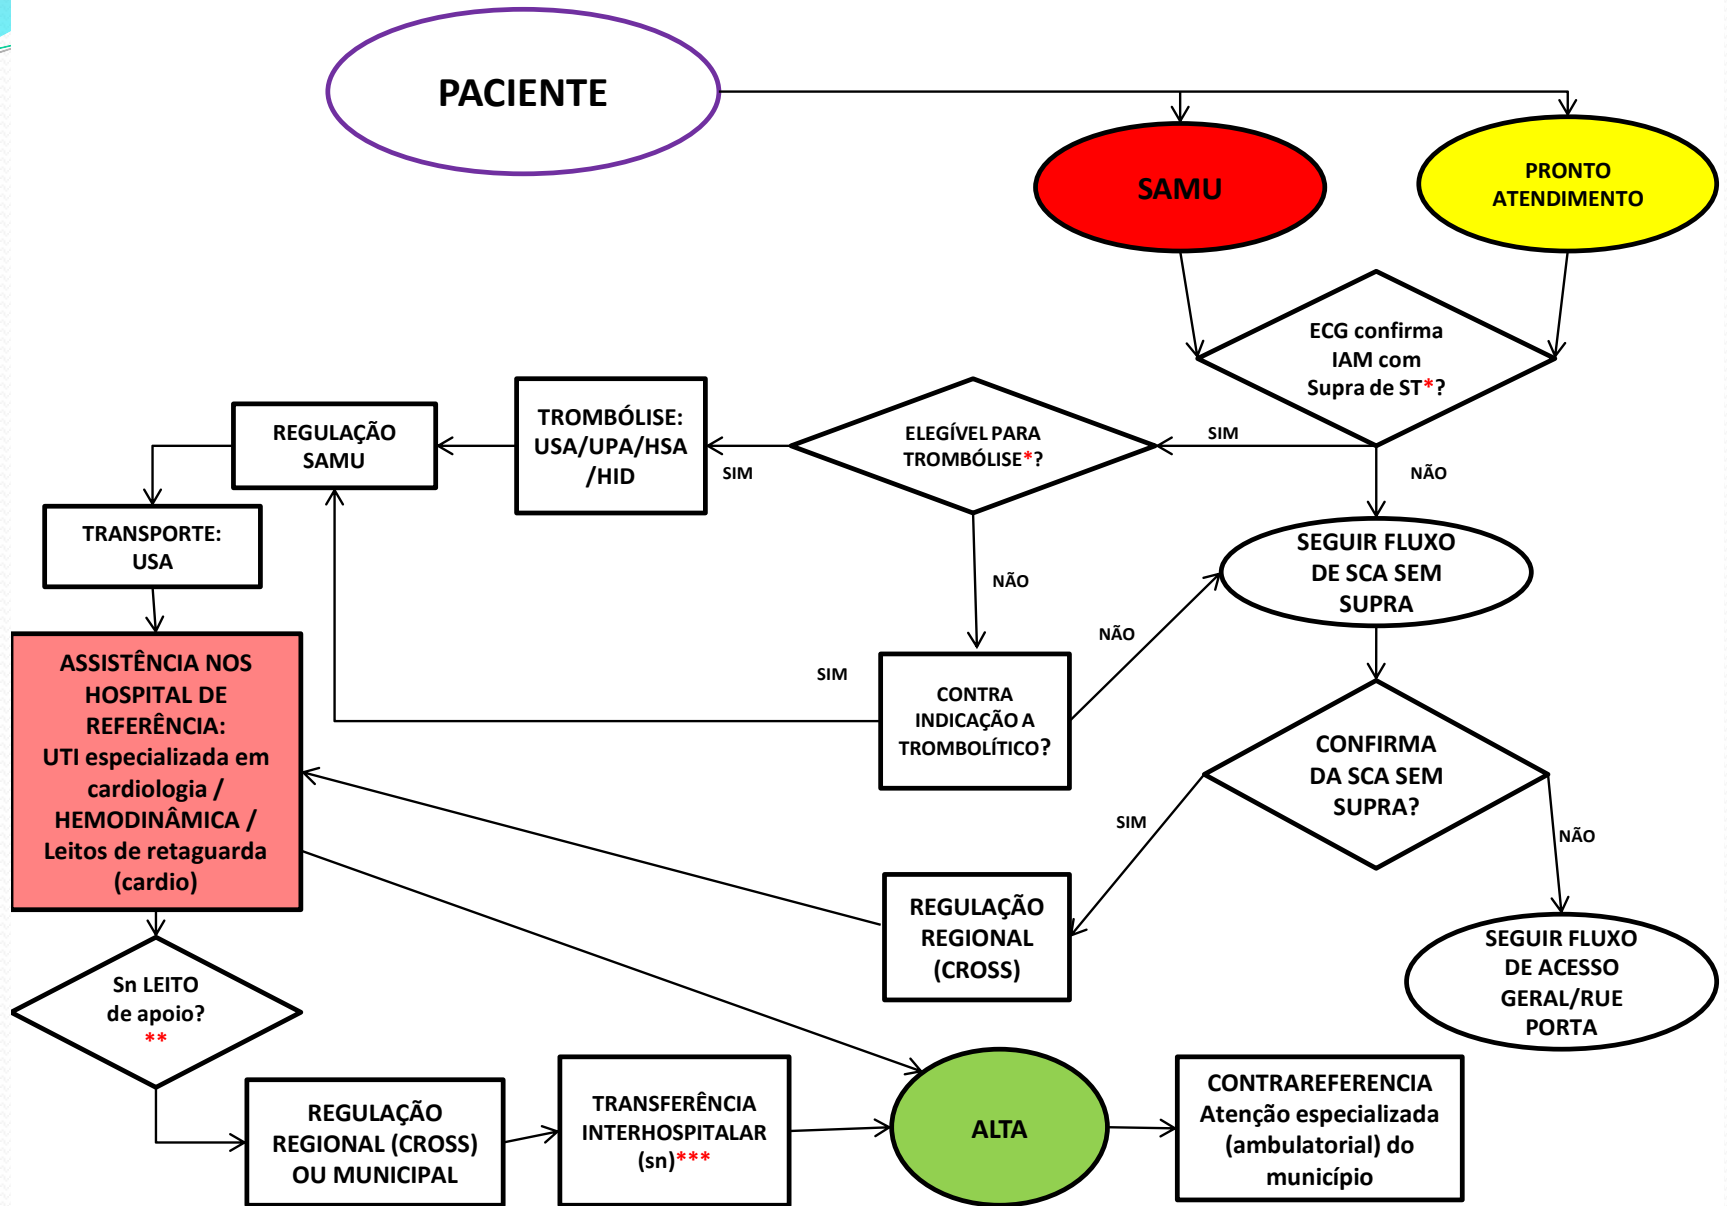 PACIENTE
SAMU
PRONTO
ATENDIMENTO
ECG confirma
IAM com
Supra de ST*?
SIM
NÃO
ELEGÍVEL PARA
TROMBÓLISE*?
SIM
NÃO
TROMBÓLISE:
USA/UPA/HSA
/HID
REGULAÇÃO
SAMU
TRANSPORTE:
USA
SEGUIR FLUXO
DE SCA SEM
SUPRA
CONTRA
INDICAÇÃO A
TROMBOLÍTICO?
SIM
NÃO
ASSISTÊNCIA NOS
HOSPITAL DE
REFERÊNCIA:
UTI especializada em
cardiologia /
HEMODINÂMICA /
Leitos de retaguarda
(cardio)
CONFIRMA
DA SCA SEM
SUPRA?
SIM
NÃO
REGULAÇÃO
REGIONAL
(CROSS)
SEGUIR FLUXO
DE ACESSO
GERAL/RUE
PORTA
Sn LEITO
de apoio?
**
REGULAÇÃO
REGIONAL (CROSS)
OU MUNICIPAL
TRANSFERÊNCIA
INTERHOSPITALAR
(sn)***
ALTA
CONTRAREFERENCIA
Atenção especializada
(ambulatorial) do
município